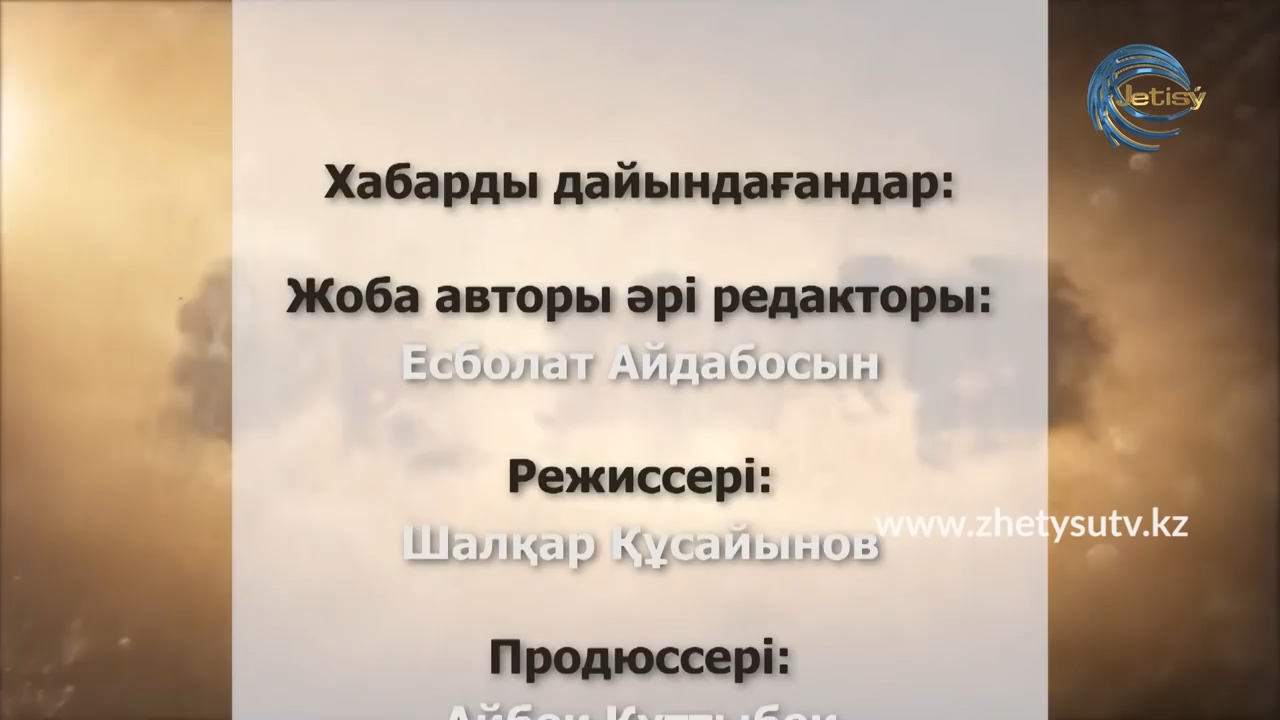 Jetisý
Хабарды дайындағандар:
Жоба авторы әрі редакторы:
Есболат Айдабосын
Режиссері:
www.zhetysutv.kz
Шалқар Құсайынов
Продюссері: